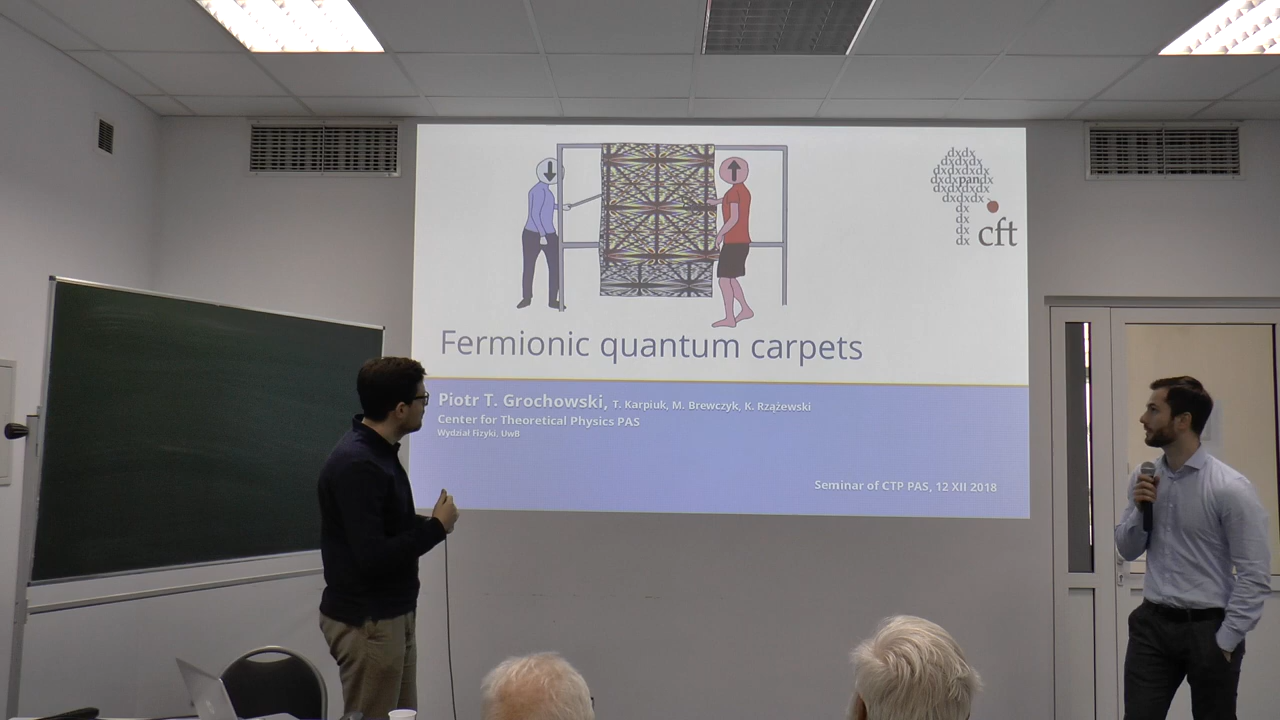 dxdx
dxdxdx
dxdxdxdx
dxdxpandx
dxdxdxdx
dxdxdx
dx
dx
dx
dx
cft
Fermionic quantum carpets
Piotr T. Grochowski, T. Karpiuk, M. Brewczyk, K. Rzążewski
Center for Theoretical Physics PAS
Wydział Fizyki, UwB
Seminar of CTP PAS, 12 XII 2018